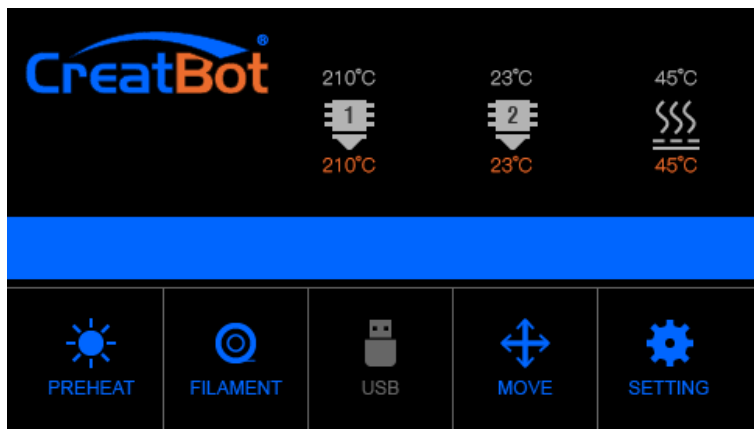 CreatBot®
210°C 23°C 45°C
1 2
210°C 23°C 45°C
PREHEAT FILAMENT USB MOVE SETTING